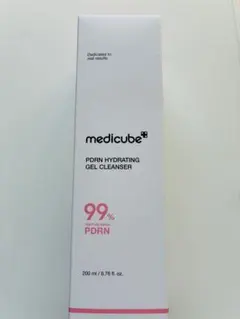 Dedicated to
real results.
medicube
PDRN HYDRATING
GEL CLEANSER
99%
PDRN
200 ml / 6.76 fl. oz.